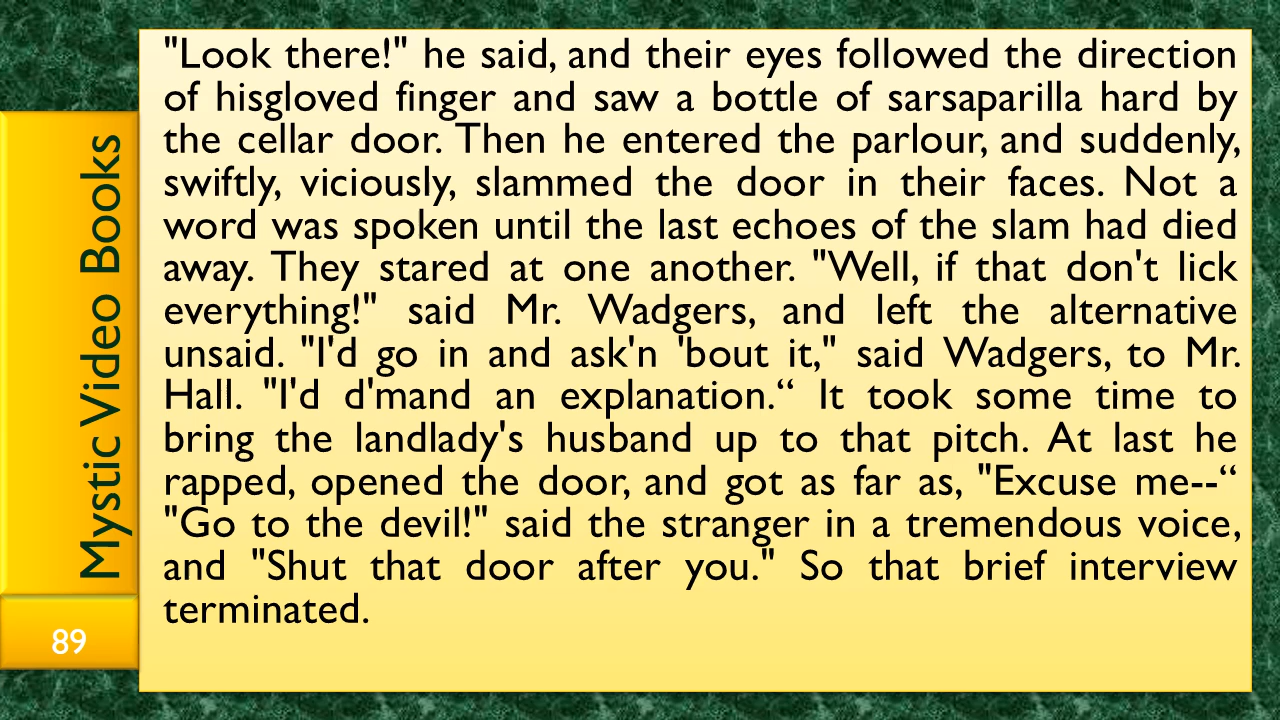 "Look there!" he said, and their eyes followed the direction
of hisgloved finger and saw a bottle of sarsaparilla hard by
the cellar door. Then he entered the parlour, and suddenly,
swiftly, viciously, slammed the door in their faces. Not a
word was spoken until the last echoes of the slam had died
away. They stared at one another. "Well, if that don't lick
everything!" said Mr. Wadgers, and left the alternative
unsaid. "I'd go in and ask'n 'bout it," said Wadgers, to Mr.
Hall. "I'd d'mand an explanation.“ It took some time to
bring the landlady's husband up to that pitch. At last he
rapped, opened the door, and got as far as, "Excuse me--“
"Go to the devil!" said the stranger in a tremendous voice,
and "Shut that door after you." So that brief interview
terminated.
Mystic Video Books
89